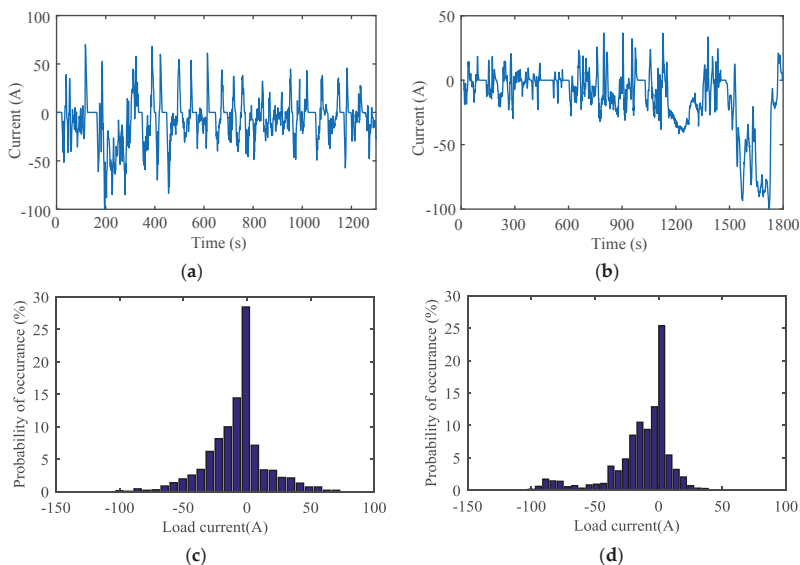 100
50
0
-50
-100
Current (A)
0 200 400 600 800 1000 1200
Time (s)
(a)
50
0
-50
-100
Current (A)
0 300 600 900 1200 1500 1800
Time (s)
(b)
30
25
20
15
10
5
0
Probability of occurance (%)
-150 -100 -50 0 50 100
Load current(A)
(c)
30
25
20
15
10
5
0
Probability of occurance (%)
-150 -100 -50 0 50 100
Load current(A)
(d)